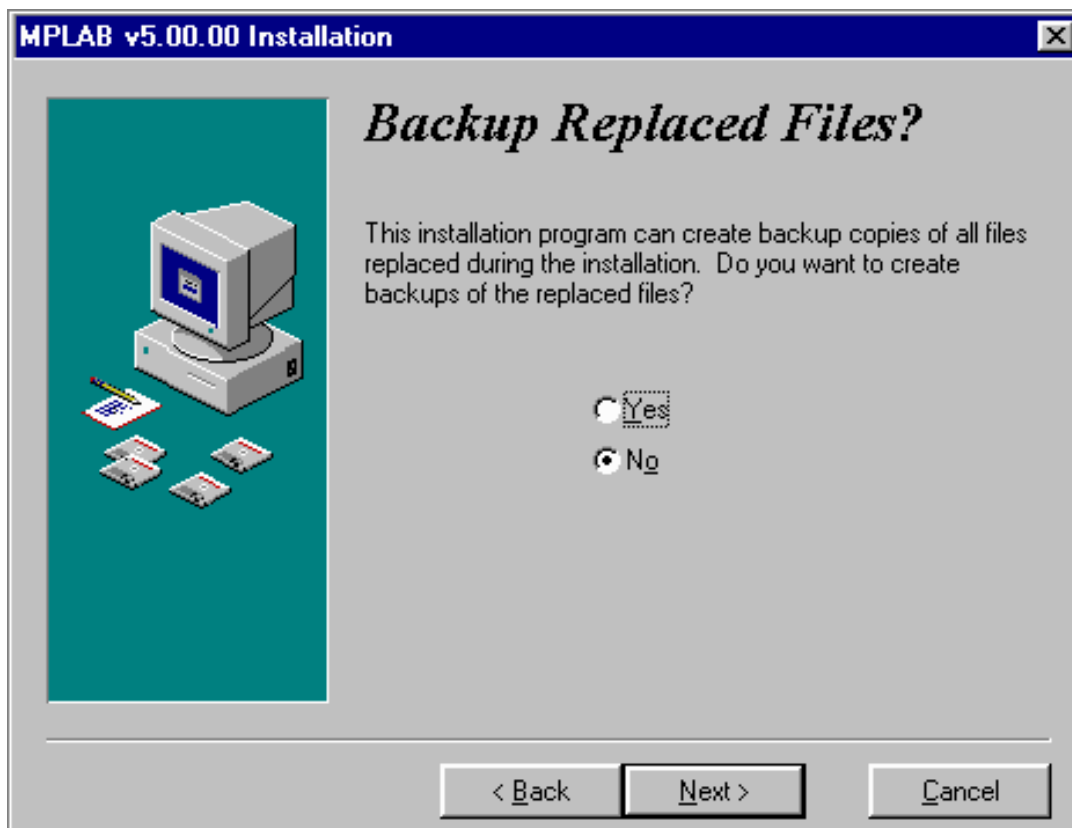 MPLAB v5.00.00 Installation
Backup Replaced Files?
This installation program can create backup copies of all files
replaced during the installation.  Do you want to create
backups of the replaced files?
Yes
No
< Back
Next >
Cancel